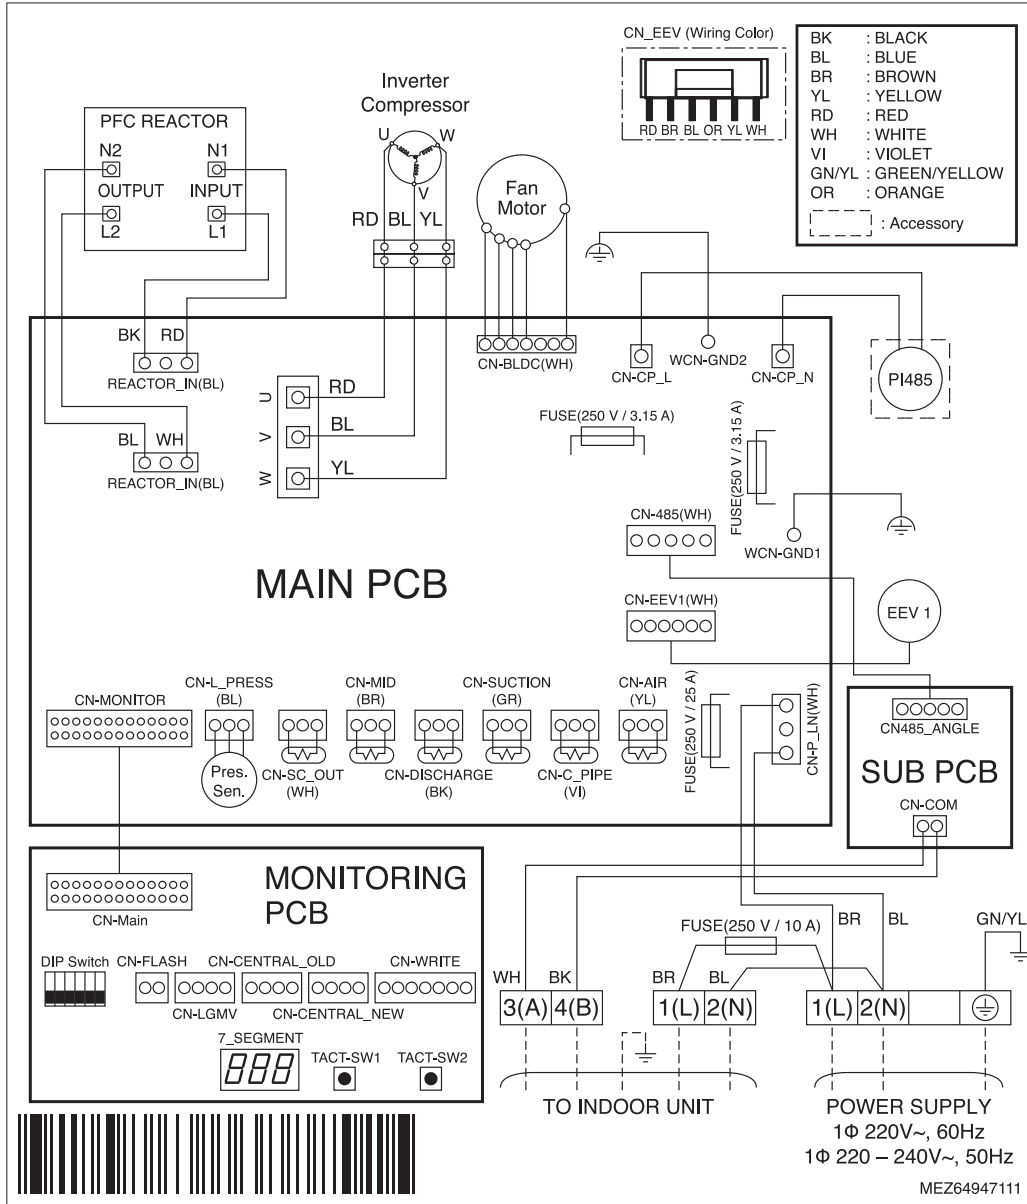 CN_EEV (Wiring Color)
RD BR BL OR YL WH
BK : BLACK
BL : BLUE
BR : BROWN
YL : YELLOW
RD : RED
WH : WHITE
VI : VIOLET
GN/YL : GREEN/YELLOW
OR : ORANGE
: Accessory
PFC REACTOR
N2 N1
OUTPUT INPUT
L2 L1
Inverter
Compressor
U W
V
RD BL YL
Fan
Motor
BK RD
REACTOR_IN(BL)
BL WH
REACTOR_IN(BL)
U RD
V BL
W YL
CN-BLDC(WH)
CN-CP_L
WCN-GND2
CN-CP_N
PI485
FUSE(250 V / 3.15 A)
FUSE(250 V / 3.15 A)
CN-485(WH)
WCN-GND1
MAIN PCB
CN-EEV1(WH)
EEV 1
CN-MONITOR
CN-L_PRESS
(BL)
Pres.
Sen.
CN-SC_OUT
(WH)
CN-MID
(BR)
CN-DISCHARGE
(BK)
CN-SUCTION
(GR)
CN-C_PIPE
(VI)
CN-AIR
(YL)
FUSE(250 V / 25 A)
CN-P_LN(WH)
CN485_ANGLE
SUB PCB
CN-COM
MONITORING
PCB
CN-Main
DIP Switch
CN-FLASH
CN-LGMV
CN-CENTRAL_OLD
CN-CENTRAL_NEW
CN-WRITE
7_SEGMENT
888
TACT-SW1
TACT-SW2
FUSE(250 V / 10 A)
BR BL GN/YL
WH BK BR BL
3(A) 4(B) 1(L) 2(N) 1(L) 2(N)
TO INDOOR UNIT
POWER SUPPLY
1Φ 220V~, 60Hz
1Φ 220 – 240V~, 50Hz
MEZ64947111